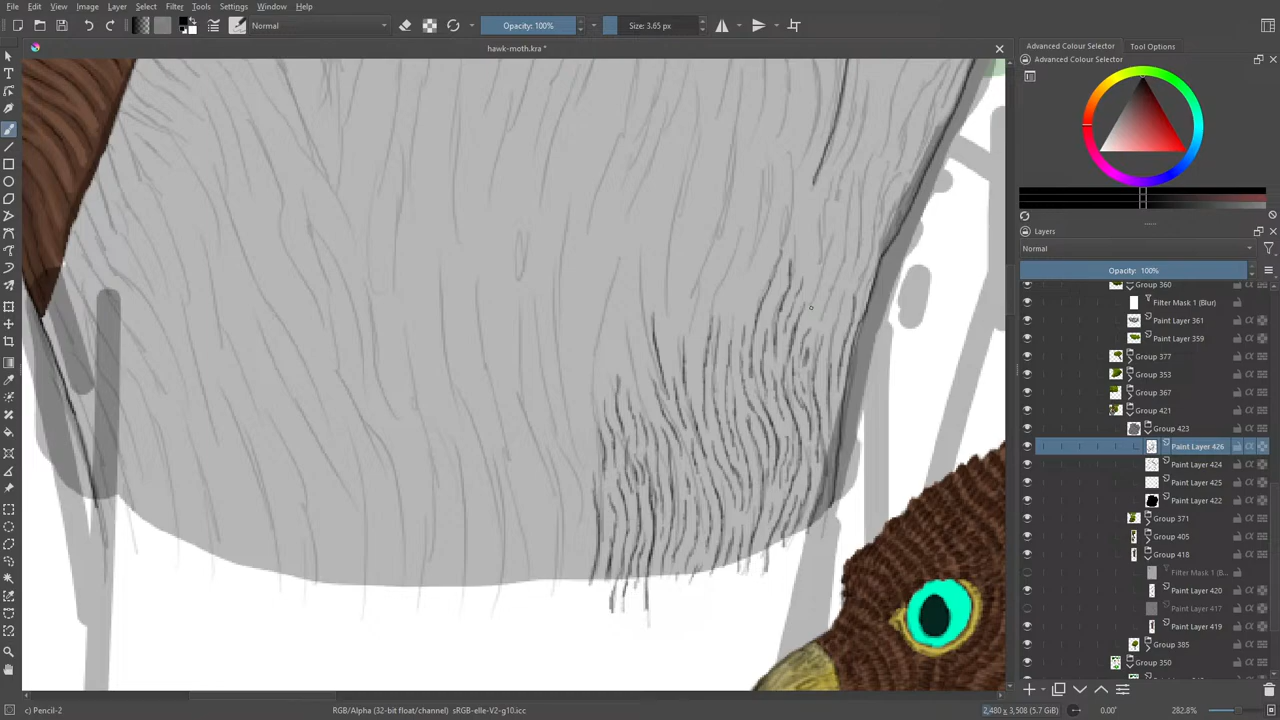 File Edit View Image Layer Select Filter Tools Settings Window Help
Normal Opacity: 100% Size: 3.65 px
hawk-moth.kra *
Advanced Colour Selector Tool Options
Advanced Colour Selector
Layers
Normal
Opacity: 100%
Group 360
Filter Mask 1 (Blur)
Paint Layer 361
Paint Layer 359
Group 377
Group 353
Group 367
Group 421
Group 423
Paint Layer 426
Paint Layer 424
Paint Layer 425
Paint Layer 422
Group 371
Group 405
Group 418
Filter Mask 1 (B...
Paint Layer 420
Paint Layer 417
Paint Layer 419
Group 385
Group 350
c) Pencil-2 RGB/Alpha (32-bit float/channel) sRGB-elle-V2-g10.icc 2,480 x 3,508 (5.7 GiB) 0.00° 282.8%